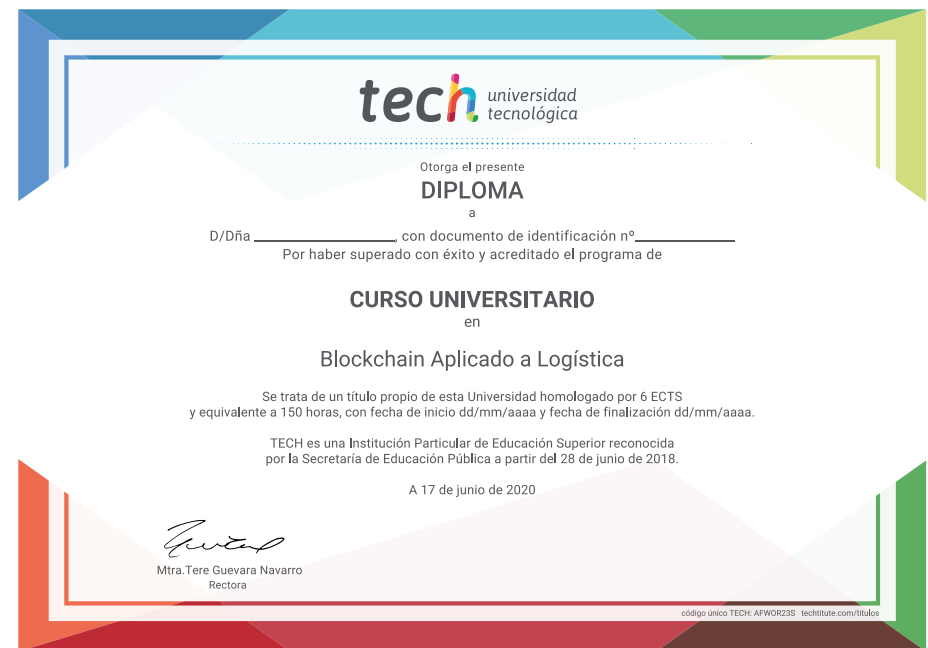 tech universidad
tecnológica
Otorga el presente
DIPLOMA
a
D/Dña ______________, con documento de identificación nº__________
Por haber superado con éxito y acreditado el programa de
CURSO UNIVERSITARIO
en
Blockchain Aplicado a Logística
Se trata de un título propio de esta Universidad homologado por 6 ECTS
y equivalente a 150 horas, con fecha de inicio dd/mm/aaaa y fecha de finalización dd/mm/aaaa.
TECH es una Institución Particular de Educación Superior reconocida
por la Secretaría de Educación Pública a partir del 28 de junio de 2018.
A 17 de junio de 2020
Mtra.Tere Guevara Navarro
Rectora
código único TECH: AFWOR23S techtitute.com/titulos